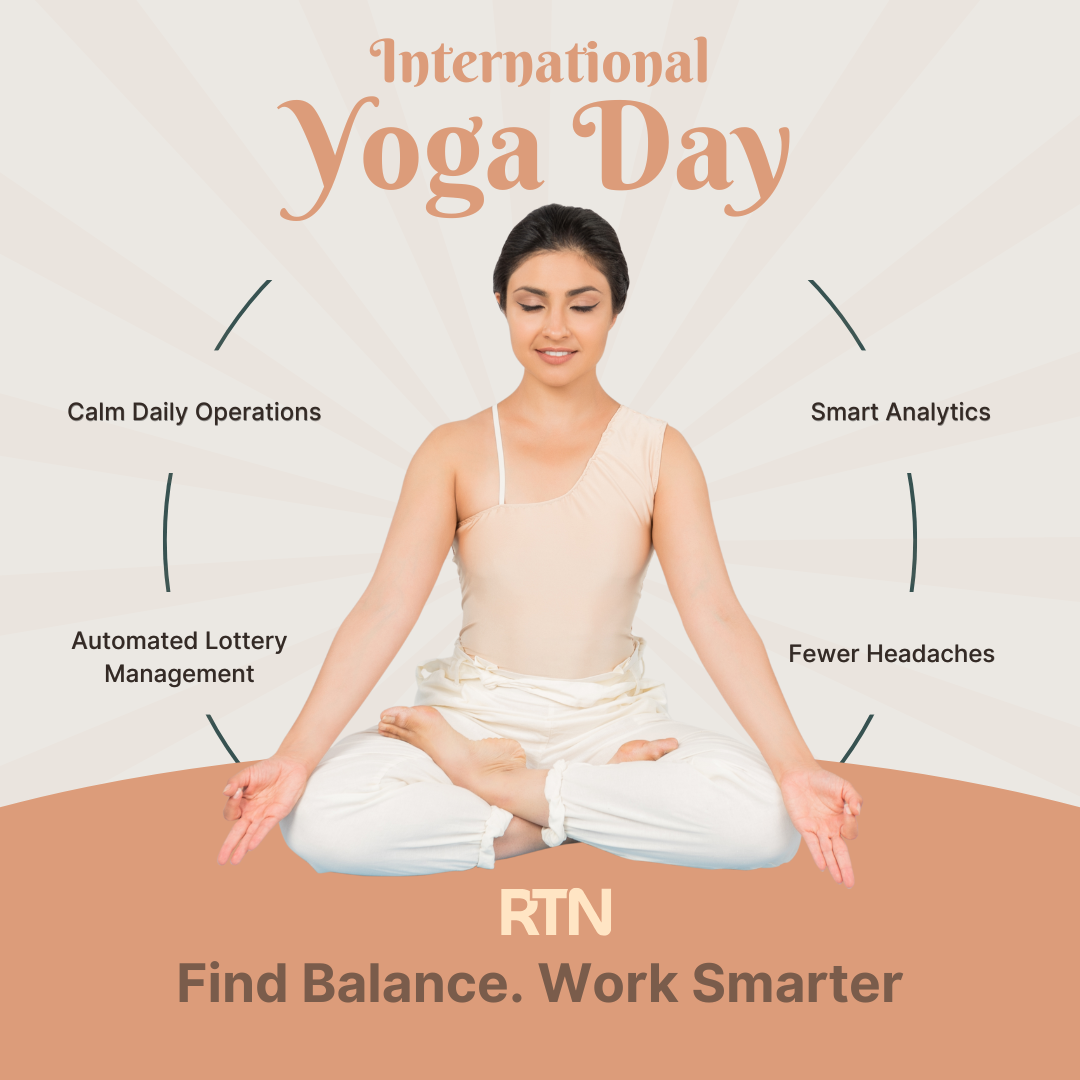 International
Yoga Day
Calm Daily Operations
Smart Analytics
Automated Lottery
Management
Fewer Headaches
RTN
Find Balance. Work Smarter